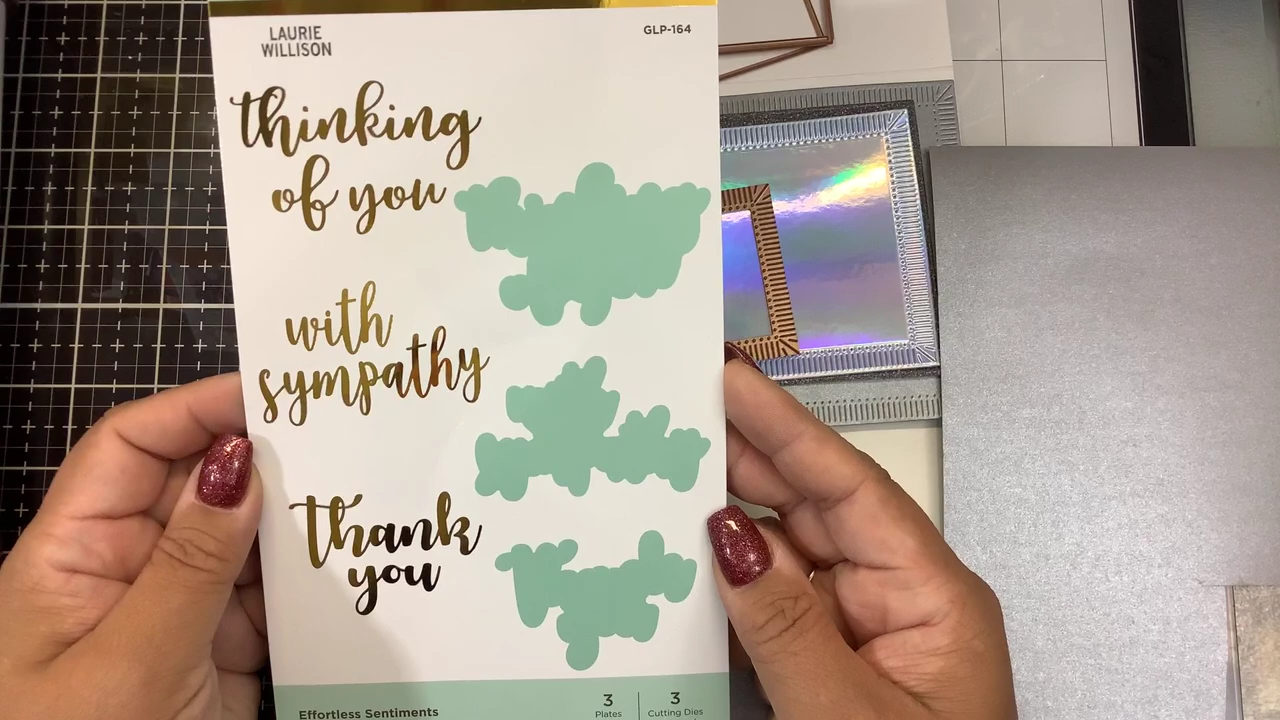 LAURIE
WILLISON
GLP-164
thinking
of you
with
sympathy
thank
you
Effortless Sentiments
3
Plates
3
Cutting Dies